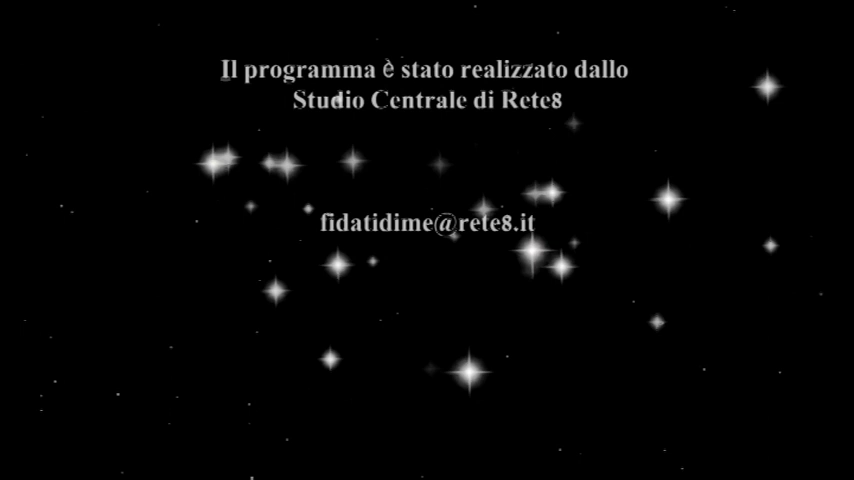 Il programma è stato realizzato dallo
Studio Centrale di Rete8
fidatidime@rete8.it